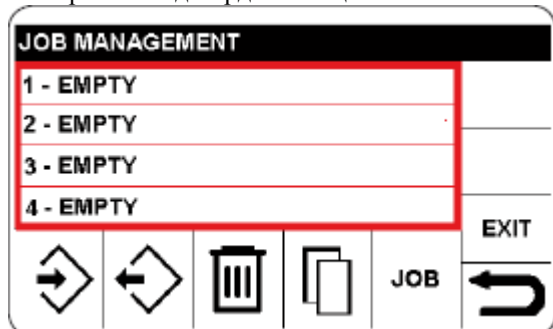 JOB MANAGEMENT
1 - EMPTY
2 - EMPTY
3 - EMPTY
4 - EMPTY
EXIT
JOB